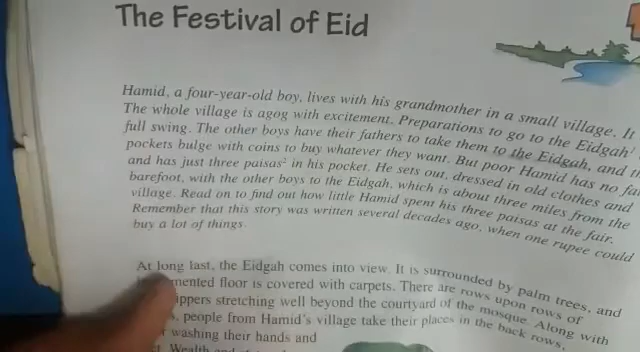 The Festival of Eid
Hamid, a four-year-old boy, lives with his grandmother in a small village. It
The whole village is agog with excitement. Preparations to go to the Eidgah¹
full swing. The other boys have their fathers to take them to the Eidgah, and
pockets bulge with coins to buy whatever they want. But poor Hamid has no
and has just three paisas² in his pocket. He sets out, dressed in old clothes and
barefoot, with the other boys to the Eidgah, which is about three miles from the
village. Read on to find out how little Hamid spent his three paisas at the fair.
Remember that this story was written several decades ago, when one rupee could
buy a lot of things.
At long last, the Eidgah comes into view. It is surrounded by palm trees, and
floor is covered with carpets. There are rows upon rows of
stretching well beyond the courtyard of the mosque. Along with
people from Hamid's village take their places in the back rows,
washing their hands and
Wealth and